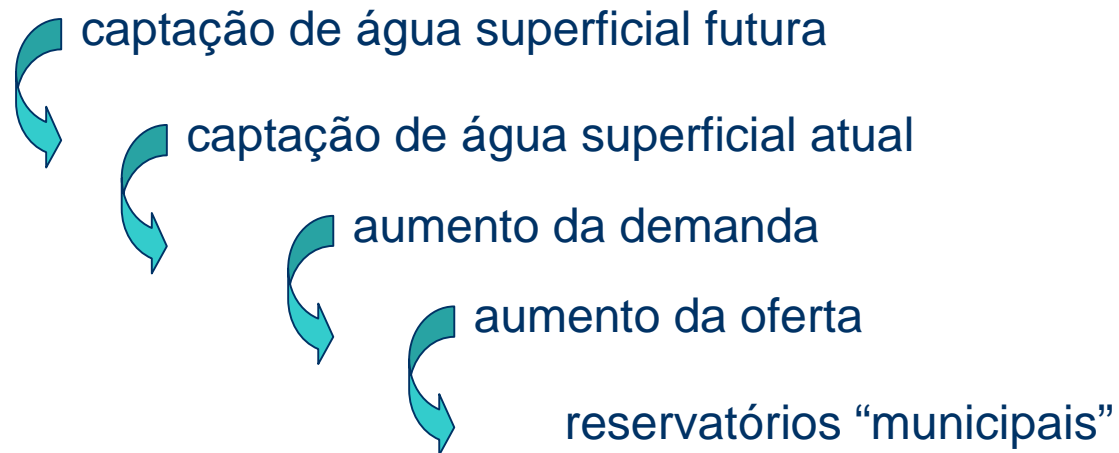 captação de água superficial futura
captação de água superficial atual
aumento da demanda
aumento da oferta
reservatórios “municipais”